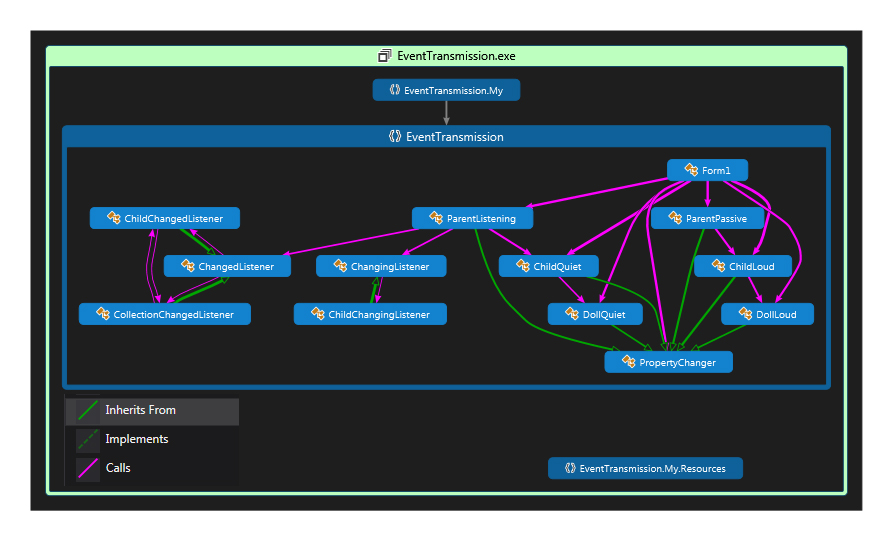 EventTransmission.exe
EventTransmission.My
EventTransmission
Form1
ChildChangedListener
ParentListening
ParentPassive
ChangedListener
ChangingListener
ChildQuiet
ChildLoud
CollectionChangedListener
ChildChangingListener
DollQuiet
DollLoud
PropertyChanger
Inherits From
Implements
Calls
EventTransmission.My.Resources